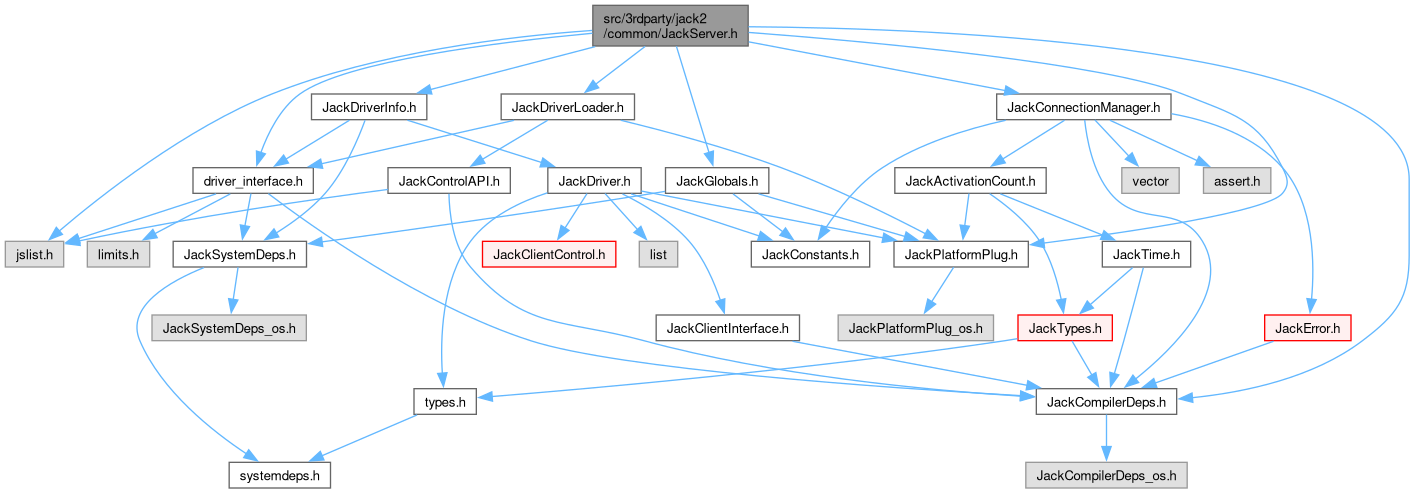 src/3rdparty/jack2
/common/JackServer.h
JackDriverInfo.h
JackDriverLoader.h
JackConnectionManager.h
driver_interface.h
JackControlAPI.h
JackDriver.h
JackGlobals.h
JackActivationCount.h
vector
assert.h
jslist.h
limits.h
JackSystemDeps.h
JackClientControl.h
list
JackConstants.h
JackPlatformPlug.h
JackTime.h
JackSystemDeps_os.h
JackClientInterface.h
JackPlatformPlug_os.h
JackTypes.h
JackError.h
types.h
JackCompilerDeps.h
systemdeps.h
JackCompilerDeps_os.h